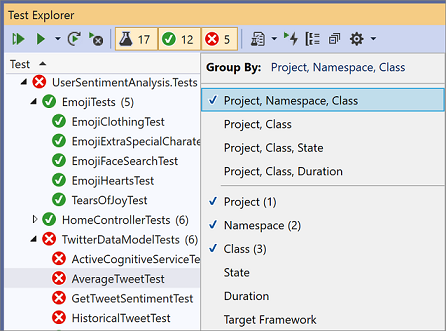 Test Explorer
17
12
5
Test
UserSentimentAnalysis.Tests
EmojiTests (5)
EmojiClothingTest
EmojiExtraSpecialCharate
EmojiFaceSearchTest
EmojiHeartsTest
TearsOfJoyTest
HomeControllerTests (6)
TwitterDataModelTests (6)
ActiveCognitiveServiceTe
AverageTweetTest
GetTweetSentimentTest
HistoricalTweetTest
Group By: Project, Namespace, Class
Project, Namespace, Class
Project, Class
Project, Class, State
Project, Class, Duration
Project (1)
Namespace (2)
Class (3)
State
Duration
Target Framework